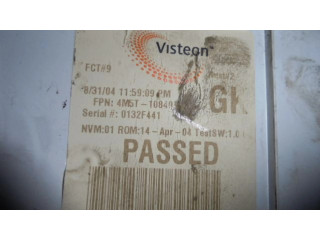 Visteon
FCT#9
8/31/04 11:59:09 PM
FPN: 4M5T-10849
GH
Serial #: 0132F441
NVM:01 ROM:14-Apr-04 TestSW:1.0
PASSED